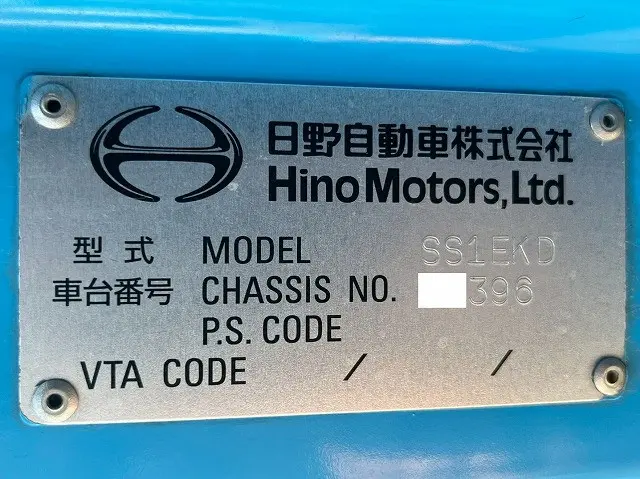 日野自動車株式会社
Hino Motors, Ltd.
型式 MODEL SS1EKD
車台番号 CHASSIS NO. 396
P.S. CODE
VTA CODE / /